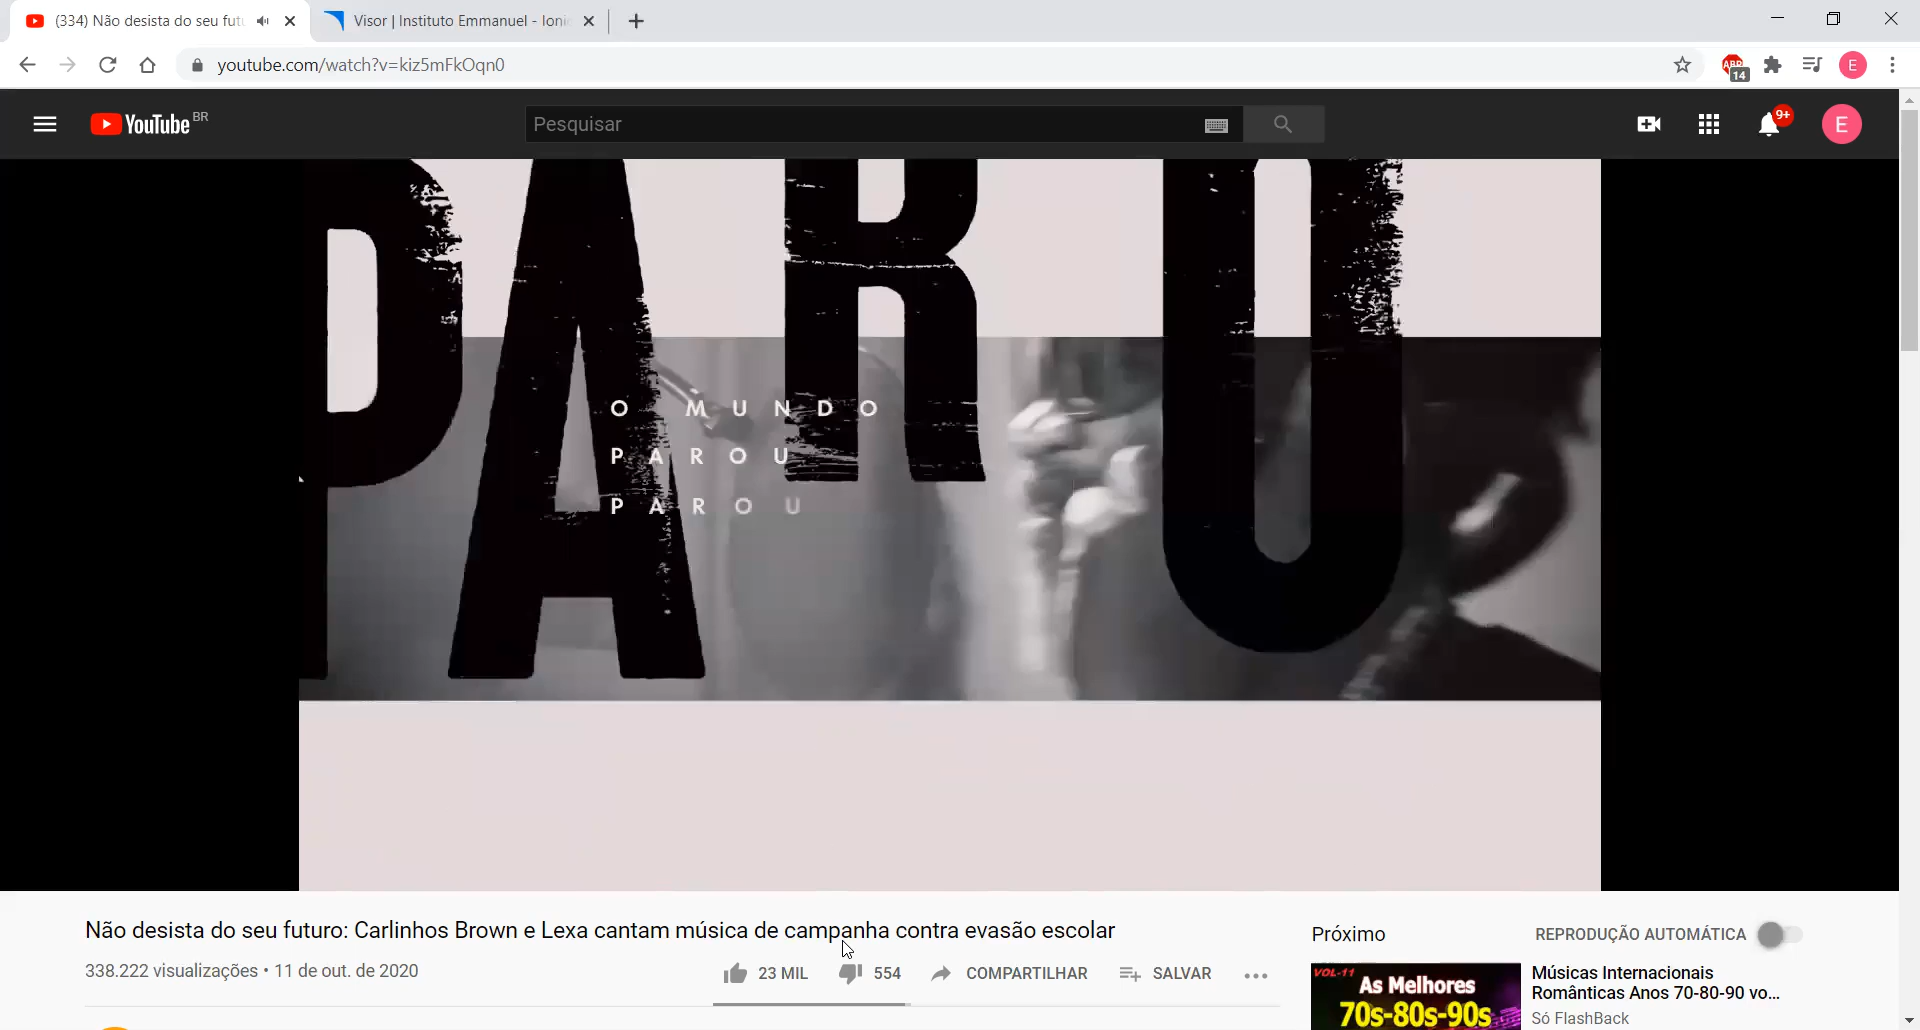 (334) Não desista do seu futu
Visor | Instituto Emmanuel - Ioni
youtube.com/watch?v=kiz5mFkOqn0
ABP
14
E
YouTube BR
Pesquisar
9+
E
PARU
O MUNDO
PAROU
PAROU
Não desista do seu futuro: Carlinhos Brown e Lexa cantam música de campanha contra evasão escolar
338.222 visualizações • 11 de out. de 2020
23 MIL
554
COMPARTILHAR
SALVAR
Próximo
REPRODUÇÃO AUTOMÁTICA
VOL-11
As Melhores
70s-80s-90s
Músicas Internacionais
Românticas Anos 70-80-90 vo...
Só FlashBack